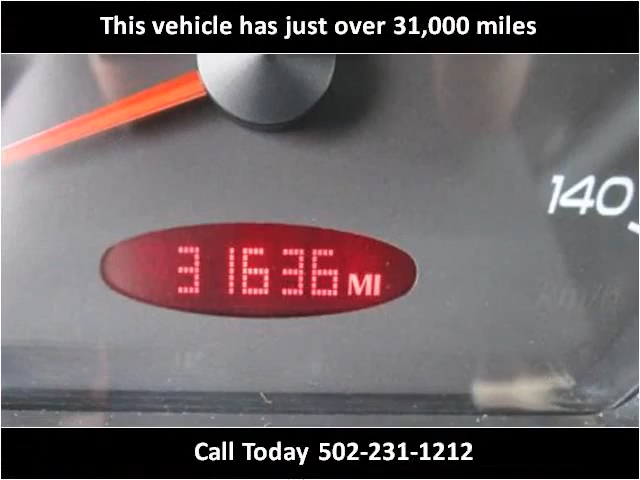 This vehicle has just over 31,000 miles
140
31636 MI
Call Today 502-231-1212